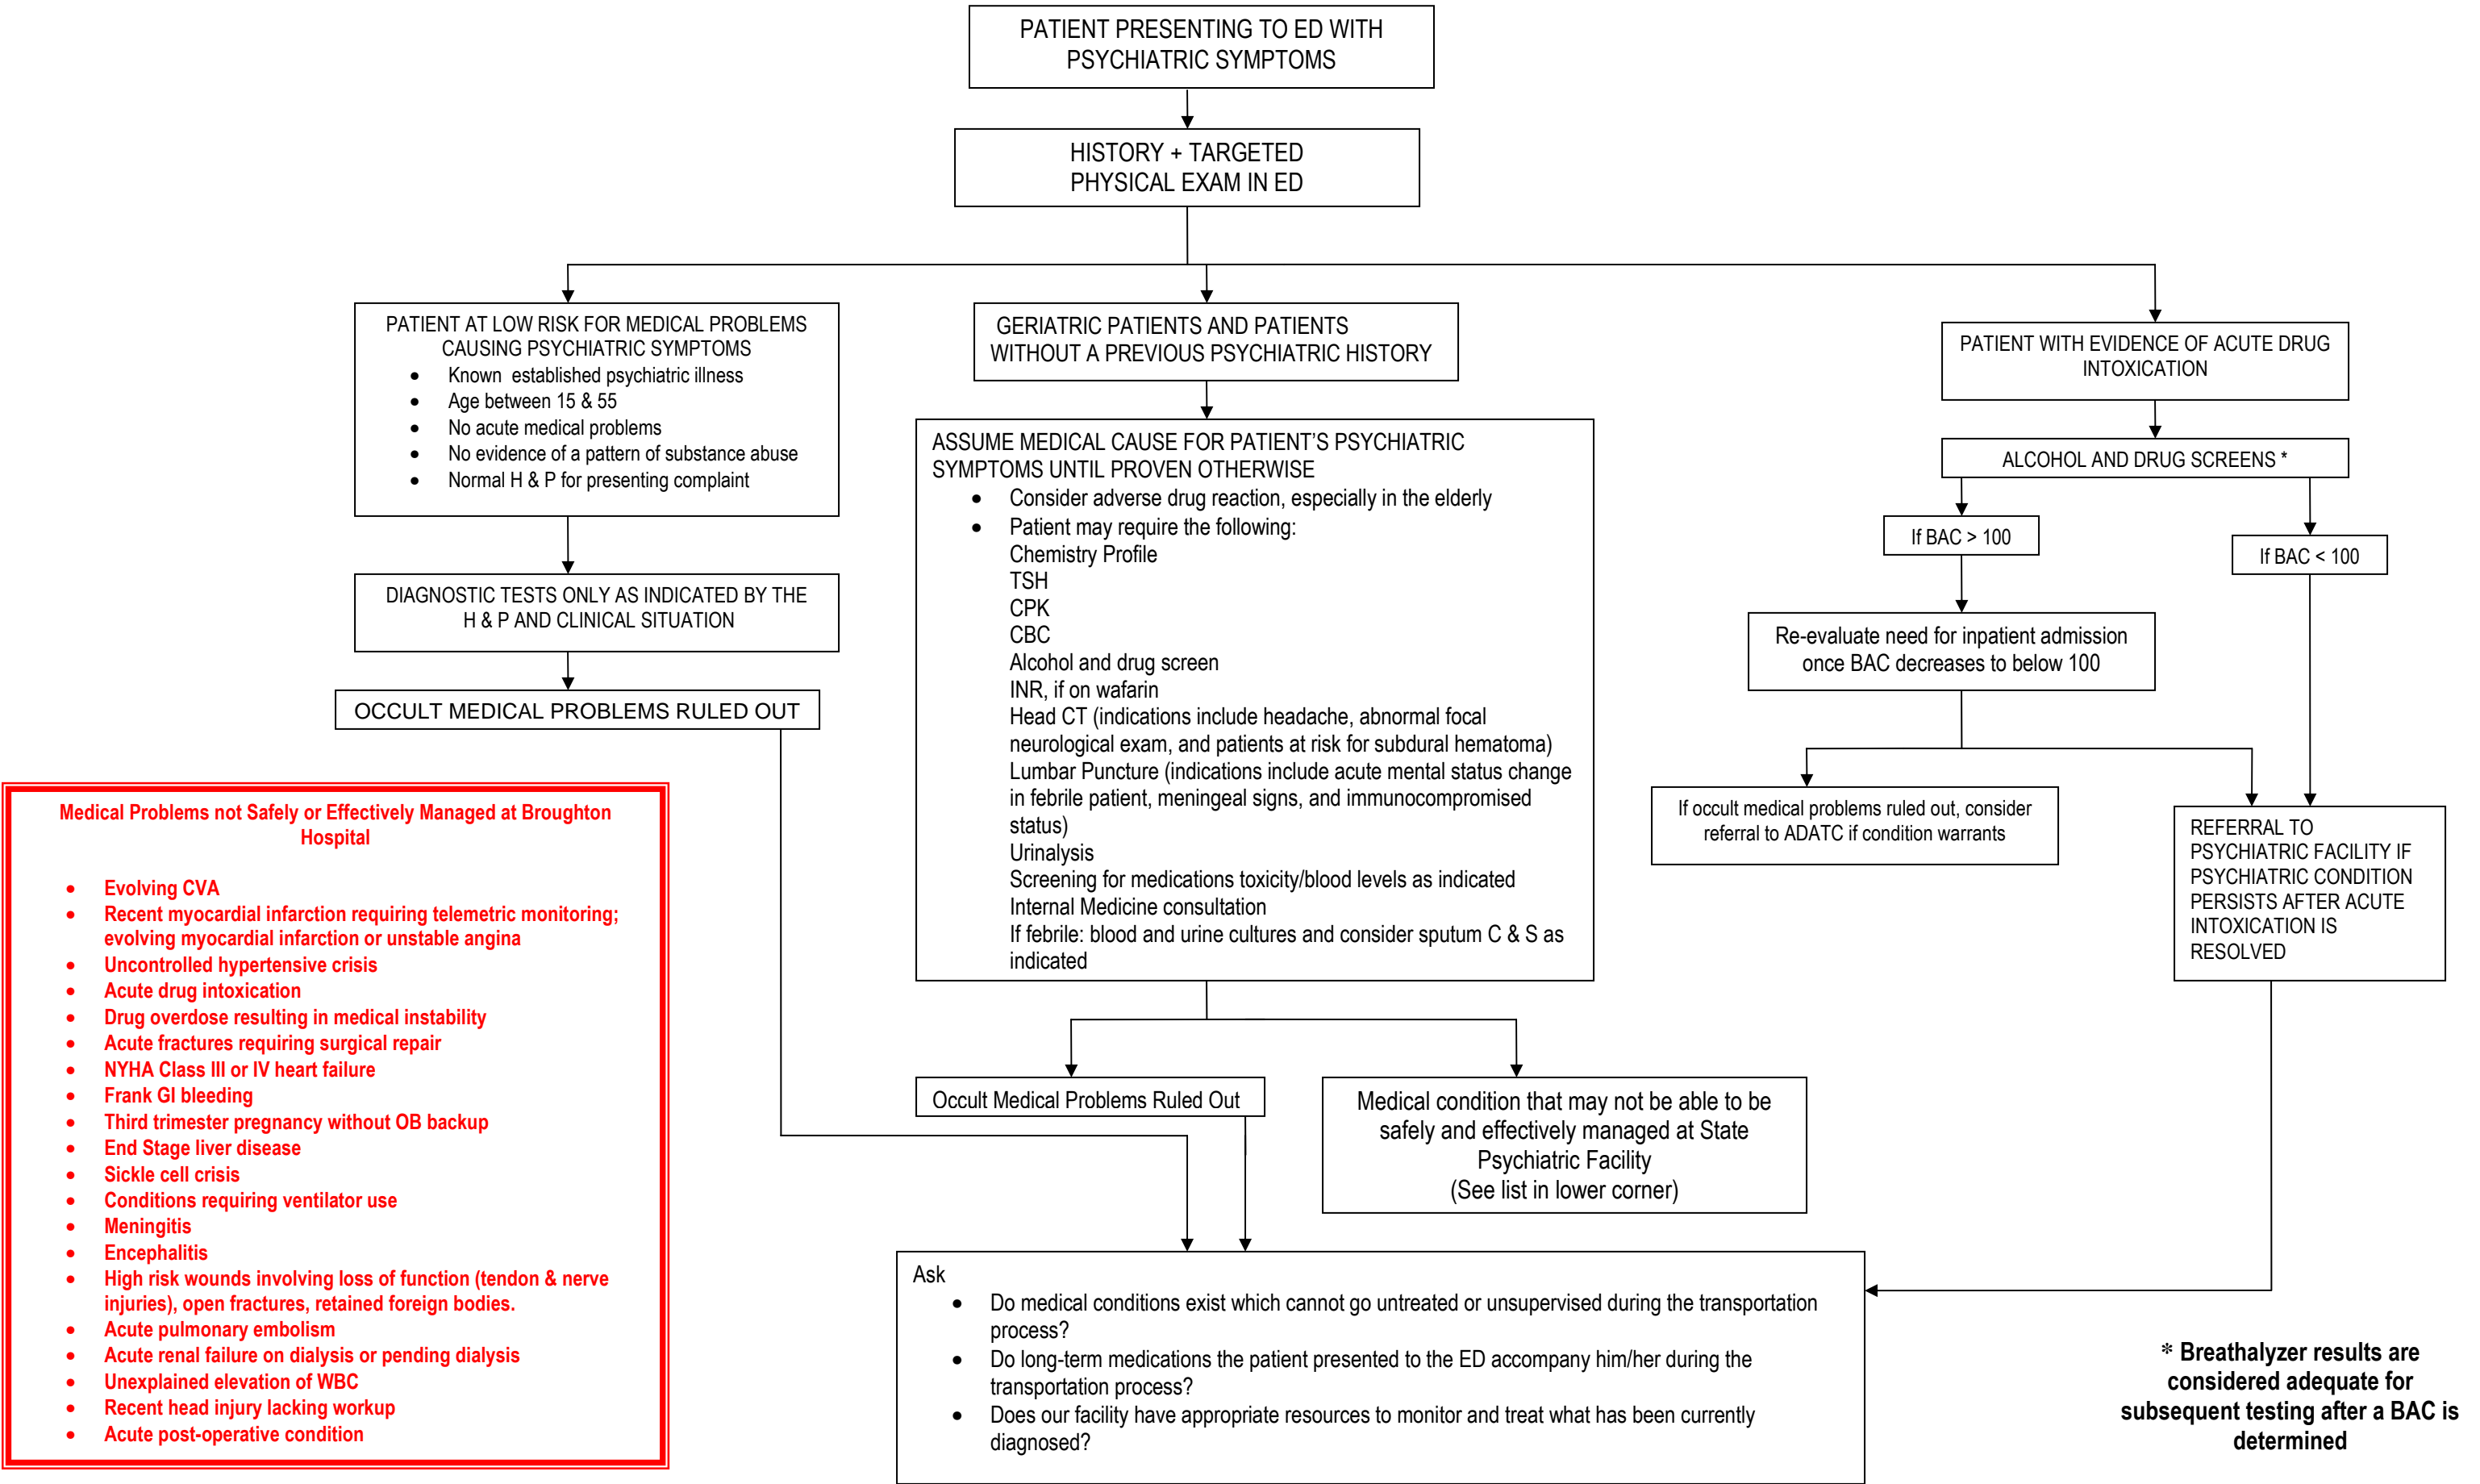 PATIENT PRESENTING TO ED WITH
PSYCHIATRIC SYMPTOMS
HISTORY + TARGETED
PHYSICAL EXAM IN ED
PATIENT AT LOW RISK FOR MEDICAL PROBLEMS
CAUSING PSYCHIATRIC SYMPTOMS
• Known established psychiatric illness
• Age between 15 & 55
• No acute medical problems
• No evidence of a pattern of substance abuse
• Normal H & P for presenting complaint
DIAGNOSTIC TESTS ONLY AS INDICATED BY THE
H & P AND CLINICAL SITUATION
OCCULT MEDICAL PROBLEMS RULED OUT
GERIATRIC PATIENTS AND PATIENTS
WITHOUT A PREVIOUS PSYCHIATRIC HISTORY
ASSUME MEDICAL CAUSE FOR PATIENT'S PSYCHIATRIC
SYMPTOMS UNTIL PROVEN OTHERWISE
• Consider adverse drug reaction, especially in the elderly
• Patient may require the following:
Chemistry Profile
TSH
CPK
CBC
Alcohol and drug screen
INR, if on wafarin
Head CT (indications include headache, abnormal focal
neurological exam, and patients at risk for subdural hematoma)
Lumbar Puncture (indications include acute mental status change
in febrile patient, meningeal signs, and immunocompromised
status)
Urinalysis
Screening for medications toxicity/blood levels as indicated
Internal Medicine consultation
If febrile: blood and urine cultures and consider sputum C & S as
indicated
Occult Medical Problems Ruled Out
Medical condition that may not be able to be
safely and effectively managed at State
Psychiatric Facility
(See list in lower corner)
PATIENT WITH EVIDENCE OF ACUTE DRUG
INTOXICATION
ALCOHOL AND DRUG SCREENS *
If BAC > 100
If BAC < 100
Re-evaluate need for inpatient admission
once BAC decreases to below 100
If occult medical problems ruled out, consider
referral to ADATC if condition warrants
REFERRAL TO
PSYCHIATRIC FACILITY IF
PSYCHIATRIC CONDITION
PERSISTS AFTER ACUTE
INTOXICATION IS
RESOLVED
Medical Problems not Safely or Effectively Managed at Broughton
Hospital
• Evolving CVA
• Recent myocardial infarction requiring telemetric monitoring;
evolving myocardial infarction or unstable angina
• Uncontrolled hypertensive crisis
• Acute drug intoxication
• Drug overdose resulting in medical instability
• Acute fractures requiring surgical repair
• NYHA Class III or IV heart failure
• Frank GI bleeding
• Third trimester pregnancy without OB backup
• End Stage liver disease
• Sickle cell crisis
• Conditions requiring ventilator use
• Meningitis
• Encephalitis
• High risk wounds involving loss of function (tendon & nerve
injuries), open fractures, retained foreign bodies.
• Acute pulmonary embolism
• Acute renal failure on dialysis or pending dialysis
• Unexplained elevation of WBC
• Recent head injury lacking workup
• Acute post-operative condition
Ask
• Do medical conditions exist which cannot go untreated or unsupervised during the transportation
process?
• Do long-term medications the patient presented to the ED accompany him/her during the
transportation process?
• Does our facility have appropriate resources to monitor and treat what has been currently
diagnosed?
* Breathalyzer results are
considered adequate for
subsequent testing after a BAC is
determined